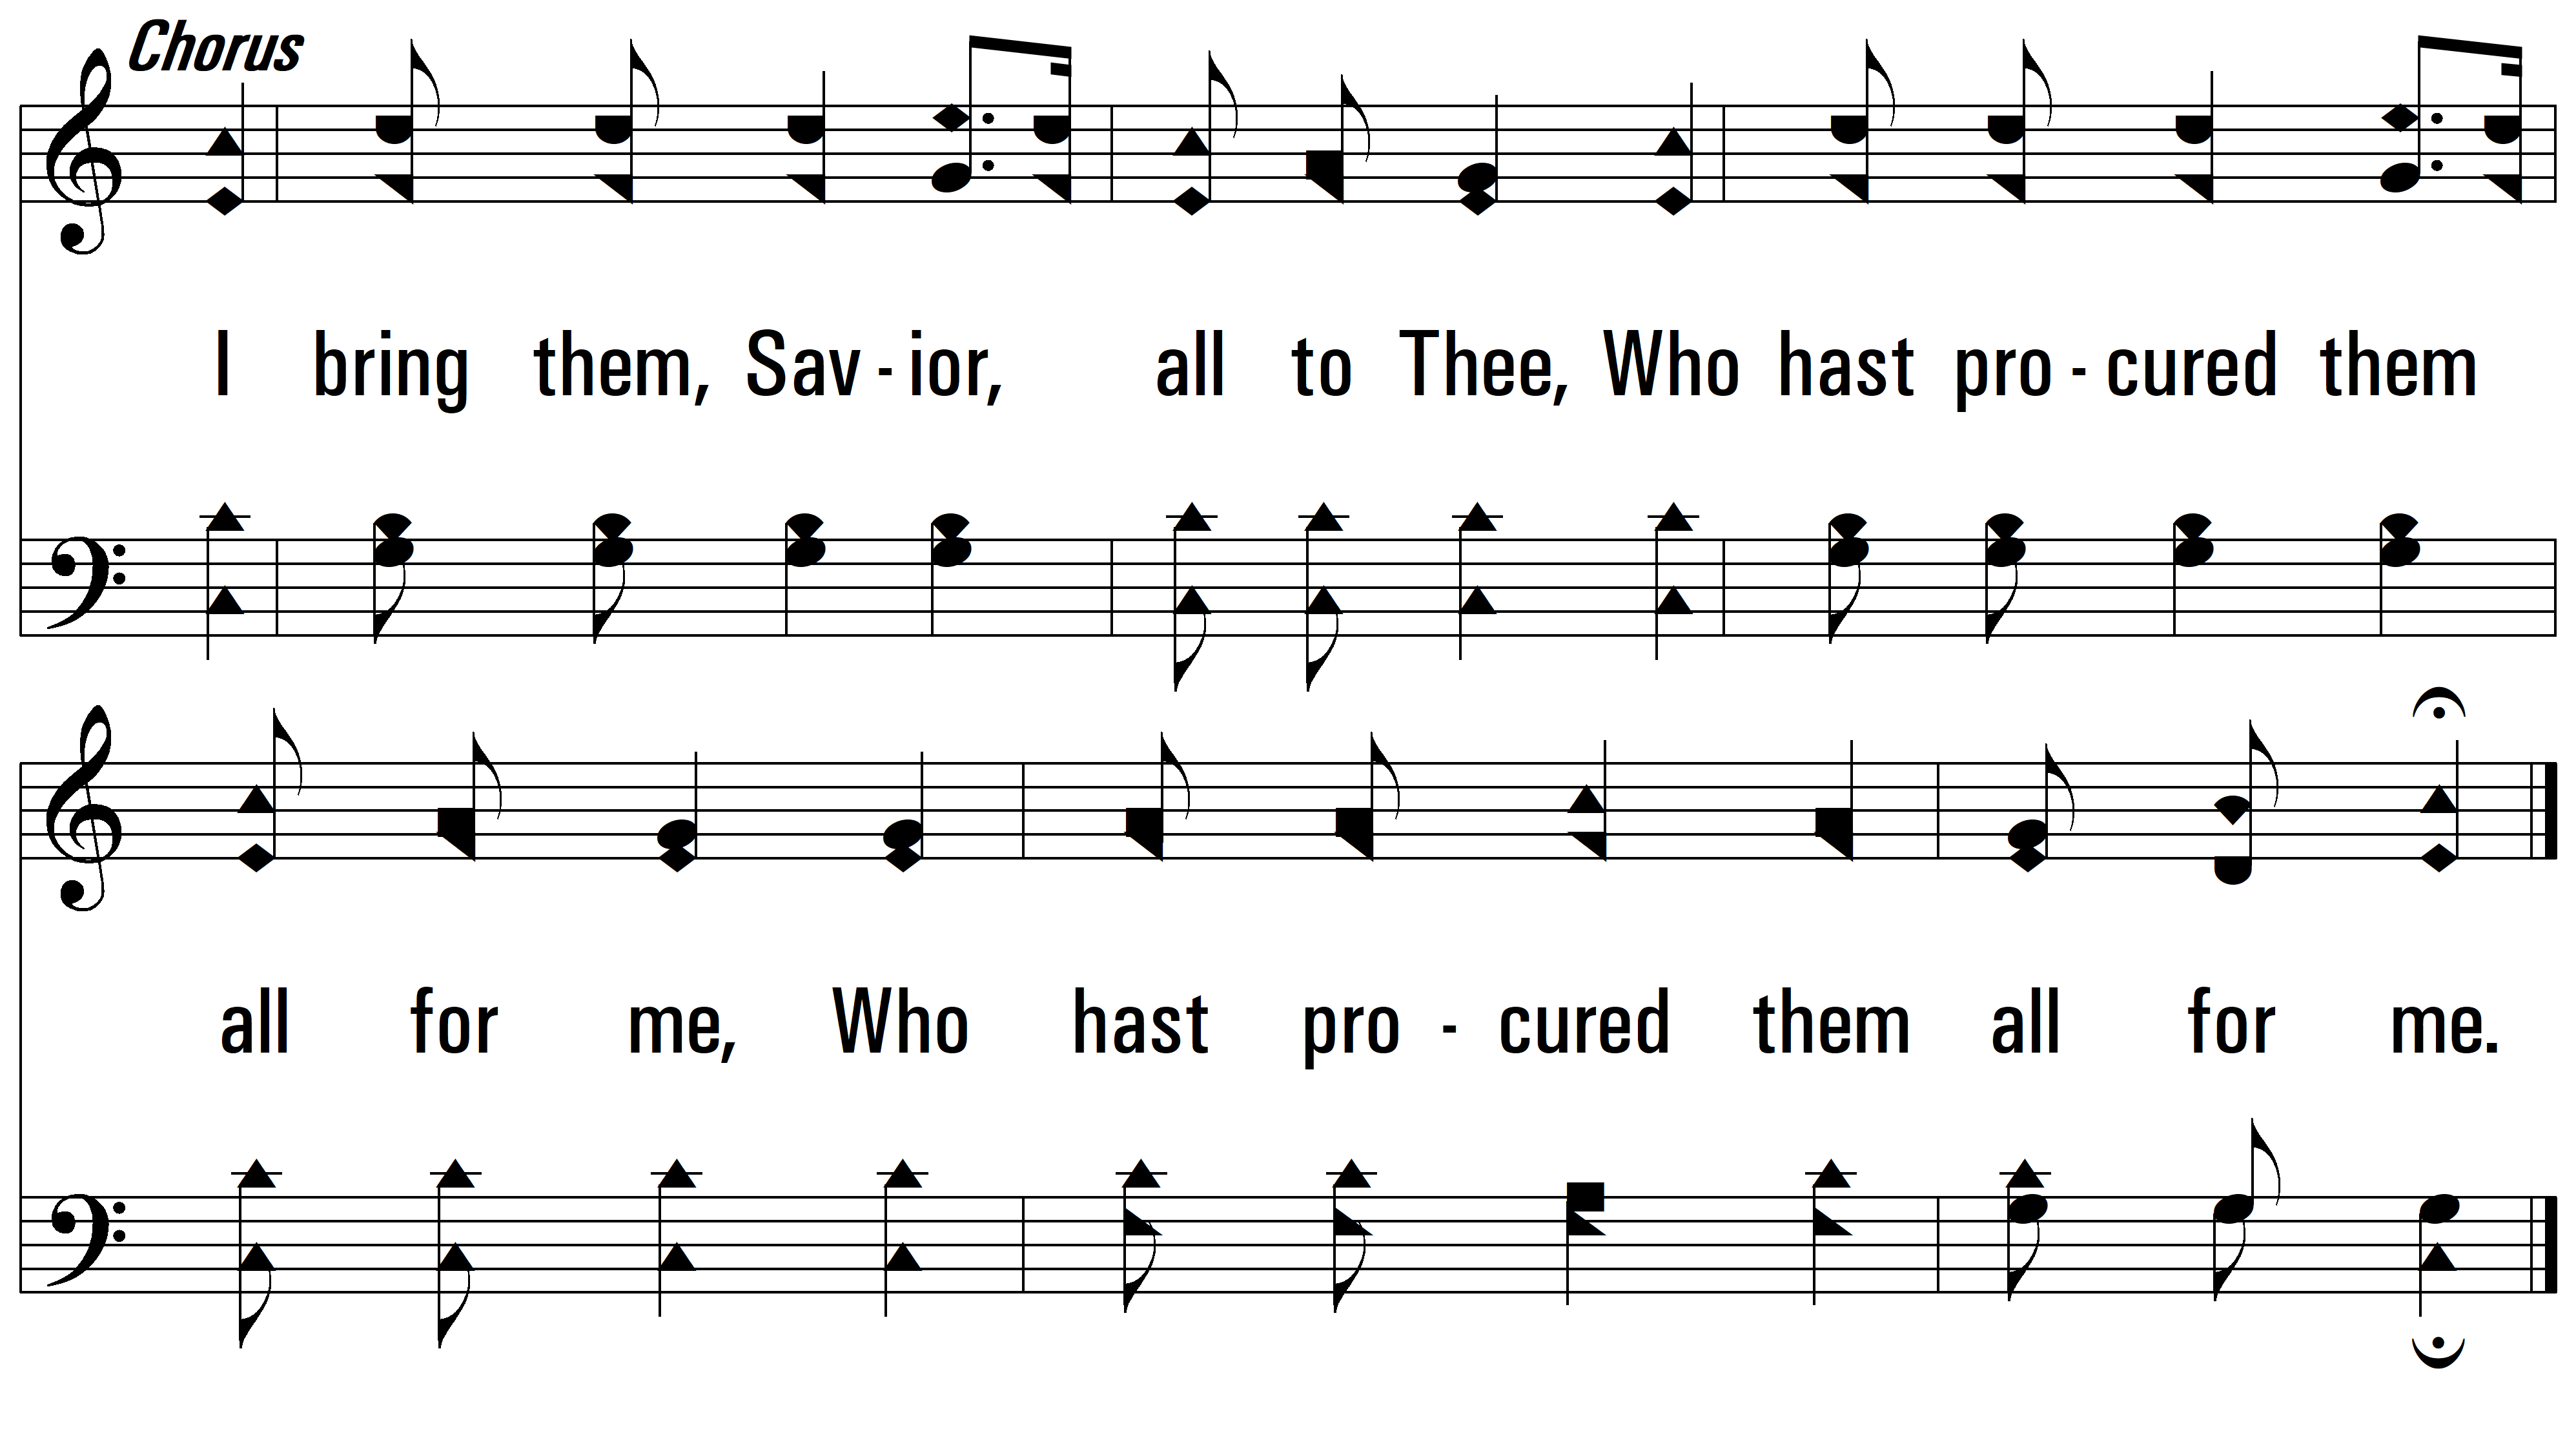 Chorus
I bring them, Sav - ior, all to Thee, Who hast pro - cured them
all for me, Who hast pro - cured them all for me.